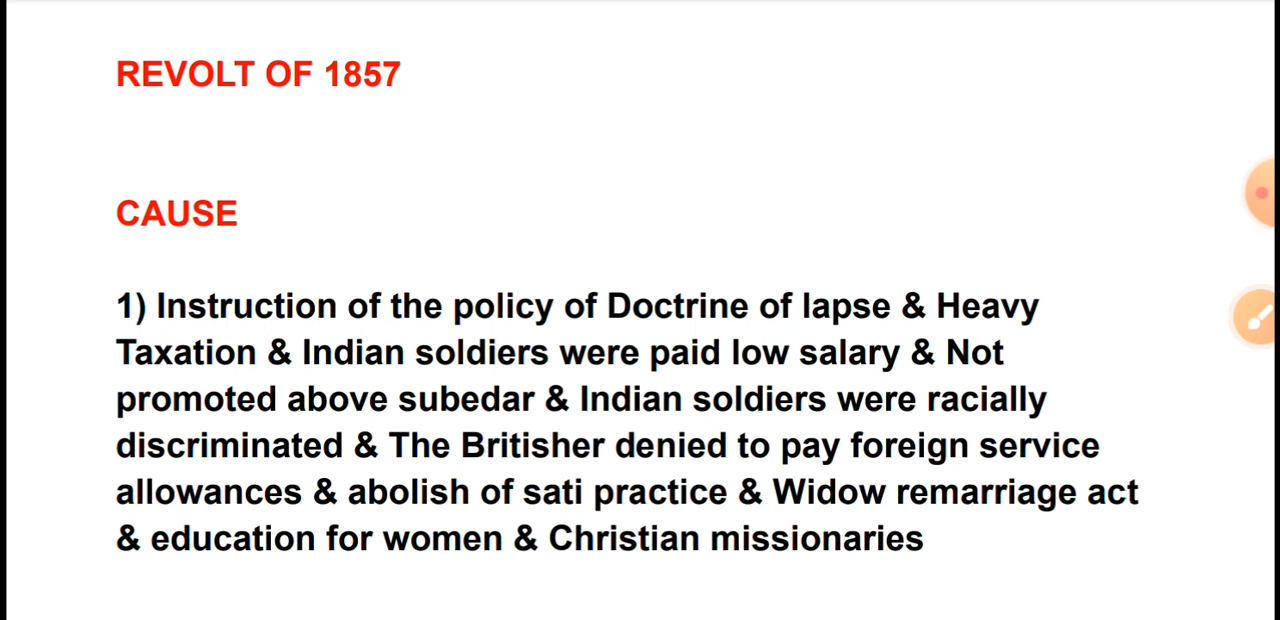 REVOLT OF 1857
CAUSE
1) Instruction of the policy of Doctrine of lapse & Heavy
Taxation & Indian soldiers were paid low salary & Not
promoted above subedar & Indian soldiers were racially
discriminated & The Britisher denied to pay foreign service
allowances & abolish of sati practice & Widow remarriage act
& education for women & Christian missionaries